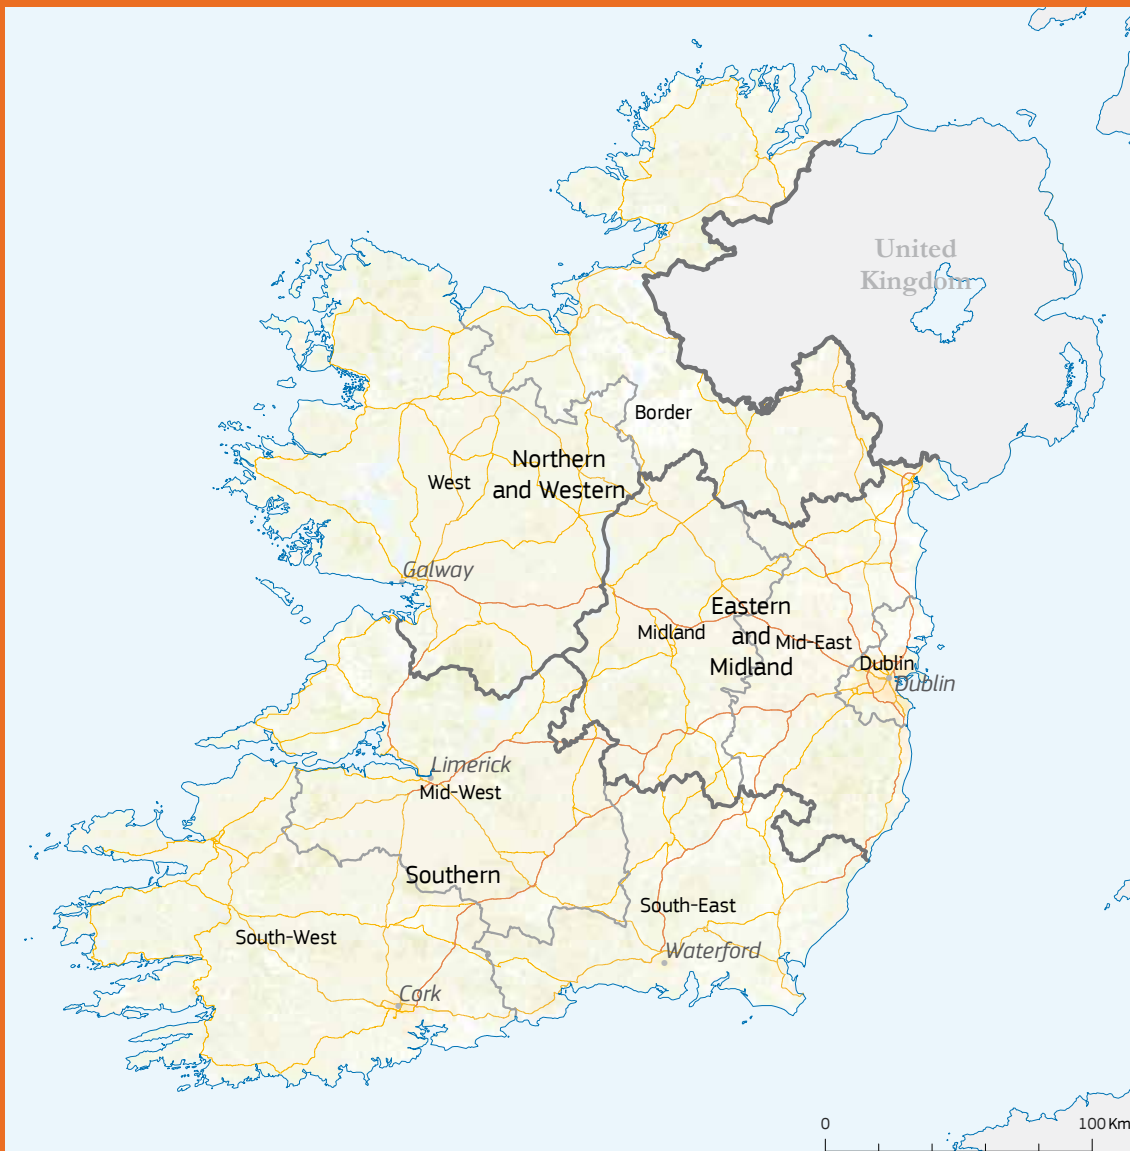 United
Kingdom
Border
Northern
and Western
West
Galway
Eastern
and
Midland
Midland
Mid-East
Dublin
Dublin
Limerick
Mid-West
Southern
South-East
South-West
Waterford
Cork
0
100 Km